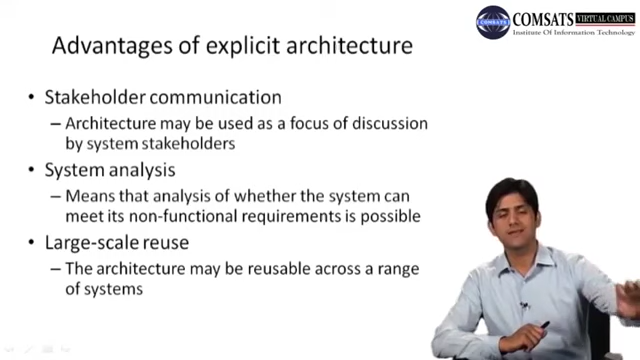 COMSATS
COMSATS VIRTUAL CAMPUS
Institute Of Information Technology
Advantages of explicit architecture
• Stakeholder communication
– Architecture may be used as a focus of discussion
by system stakeholders
• System analysis
– Means that analysis of whether the system can
meet its non-functional requirements is possible
• Large-scale reuse
– The architecture may be reusable across a range
of systems